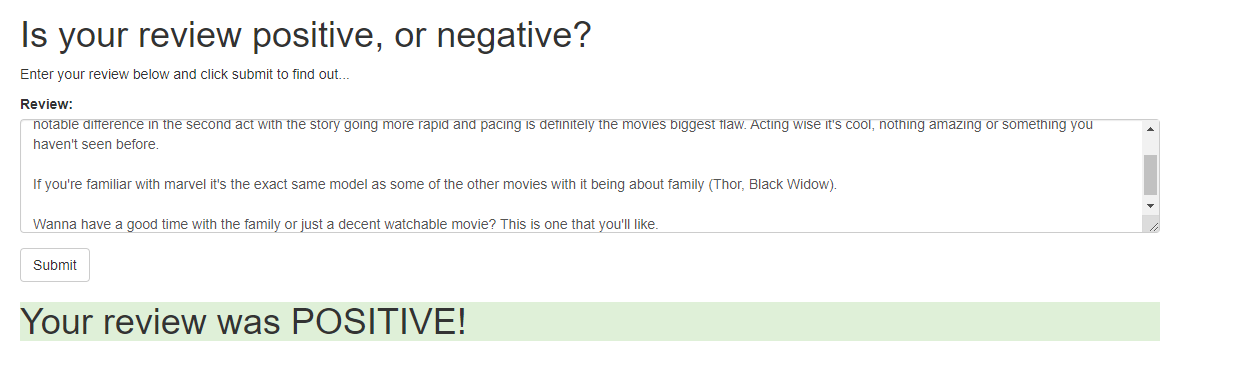 Is your review positive, or negative?
Enter your review below and click submit to find out...
Review:
notable difference in the second act with the story going more rapid and pacing is definitely the movies biggest flaw. Acting wise it's cool, nothing amazing or something you
haven't seen before.
If you're familiar with marvel it's the exact same model as some of the other movies with it being about family (Thor, Black Widow).
Wanna have a good time with the family or just a decent watchable movie? This is one that you'll like.
Submit
Your review was POSITIVE!